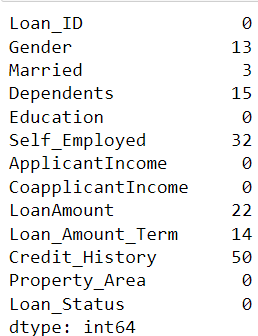 Loan_ID 0
Gender 13
Married 3
Dependents 15
Education 0
Self_Employed 32
ApplicantIncome 0
CoapplicantIncome 0
LoanAmount 22
Loan_Amount_Term 14
Credit_History 50
Property_Area 0
Loan_Status 0
dtype: int64